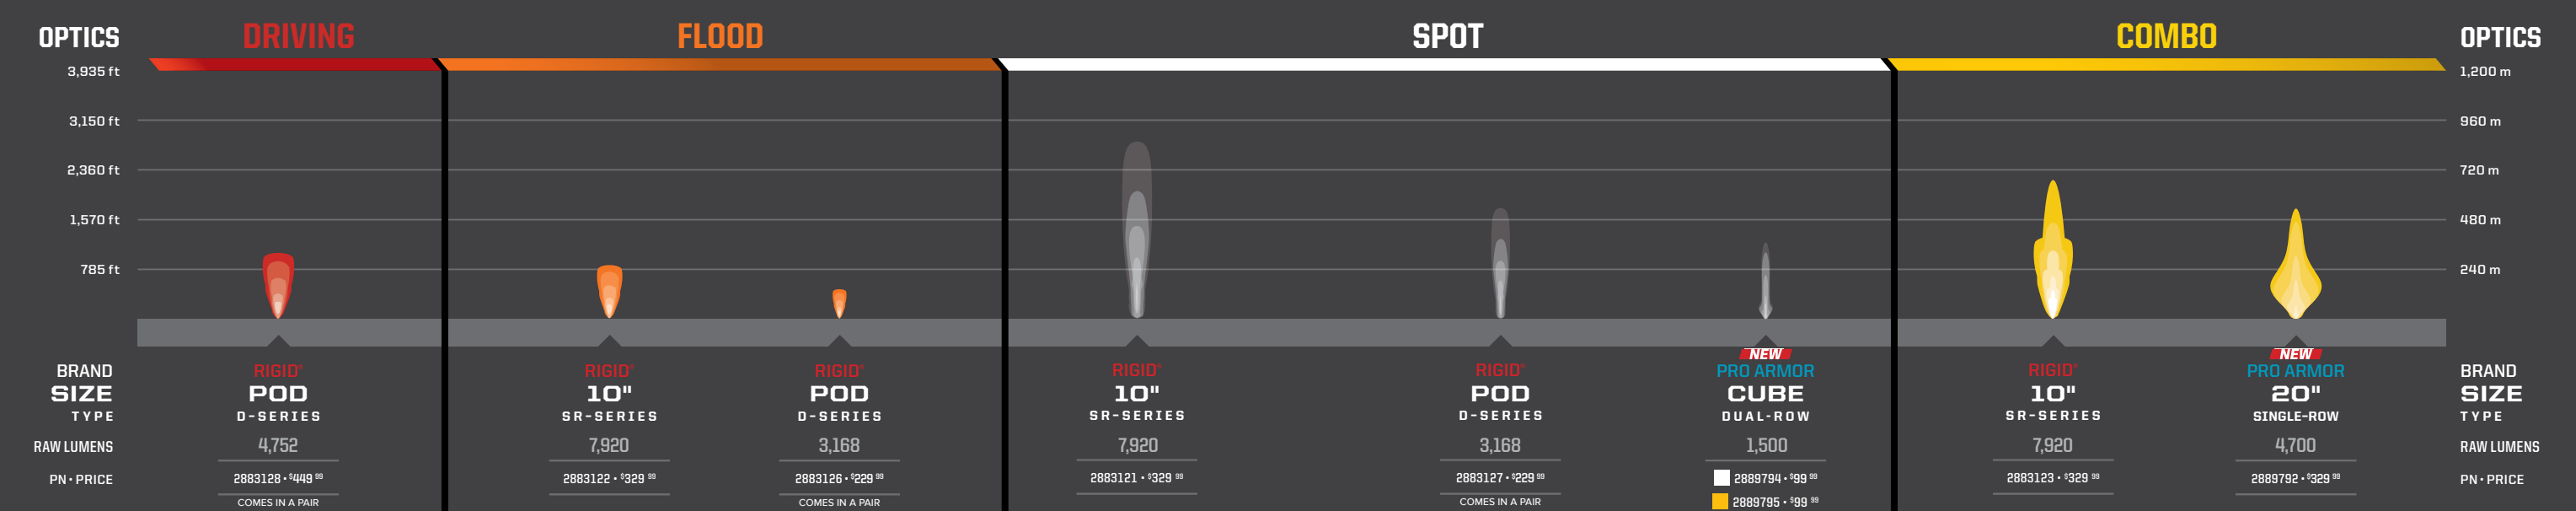 DRIVING
FLOOD
SPOT
COMBO
OPTICS
OPTICS
3,935 ft
1,200 m
3,150 ft
960 m
2,360 ft
720 m
1,570 ft
480 m
785 ft
240 m
BRAND
SIZE
TYPE
RAW LUMENS
PN • PRICE
RIGID®
POD
D-SERIES
4,752
2883128 • $449 99
COMES IN A PAIR
RIGID®
10"
SR-SERIES
7,920
2883122 • $329 99
RIGID®
POD
D-SERIES
3,168
2883126 • $229 99
COMES IN A PAIR
RIGID®
10"
SR-SERIES
7,920
2883121 • $329 99
RIGID®
POD
D-SERIES
3,168
2883127 • $229 99
COMES IN A PAIR
NEW
PRO ARMOR
CUBE
DUAL-ROW
1,500
2889794 • $99 99
2889795 • $99 99
RIGID®
10"
SR-SERIES
7,920
2883123 • $329 99
NEW
PRO ARMOR
20"
SINGLE-ROW
4,700
2889792 • $329 99
BRAND
SIZE
TYPE
RAW LUMENS
PN • PRICE